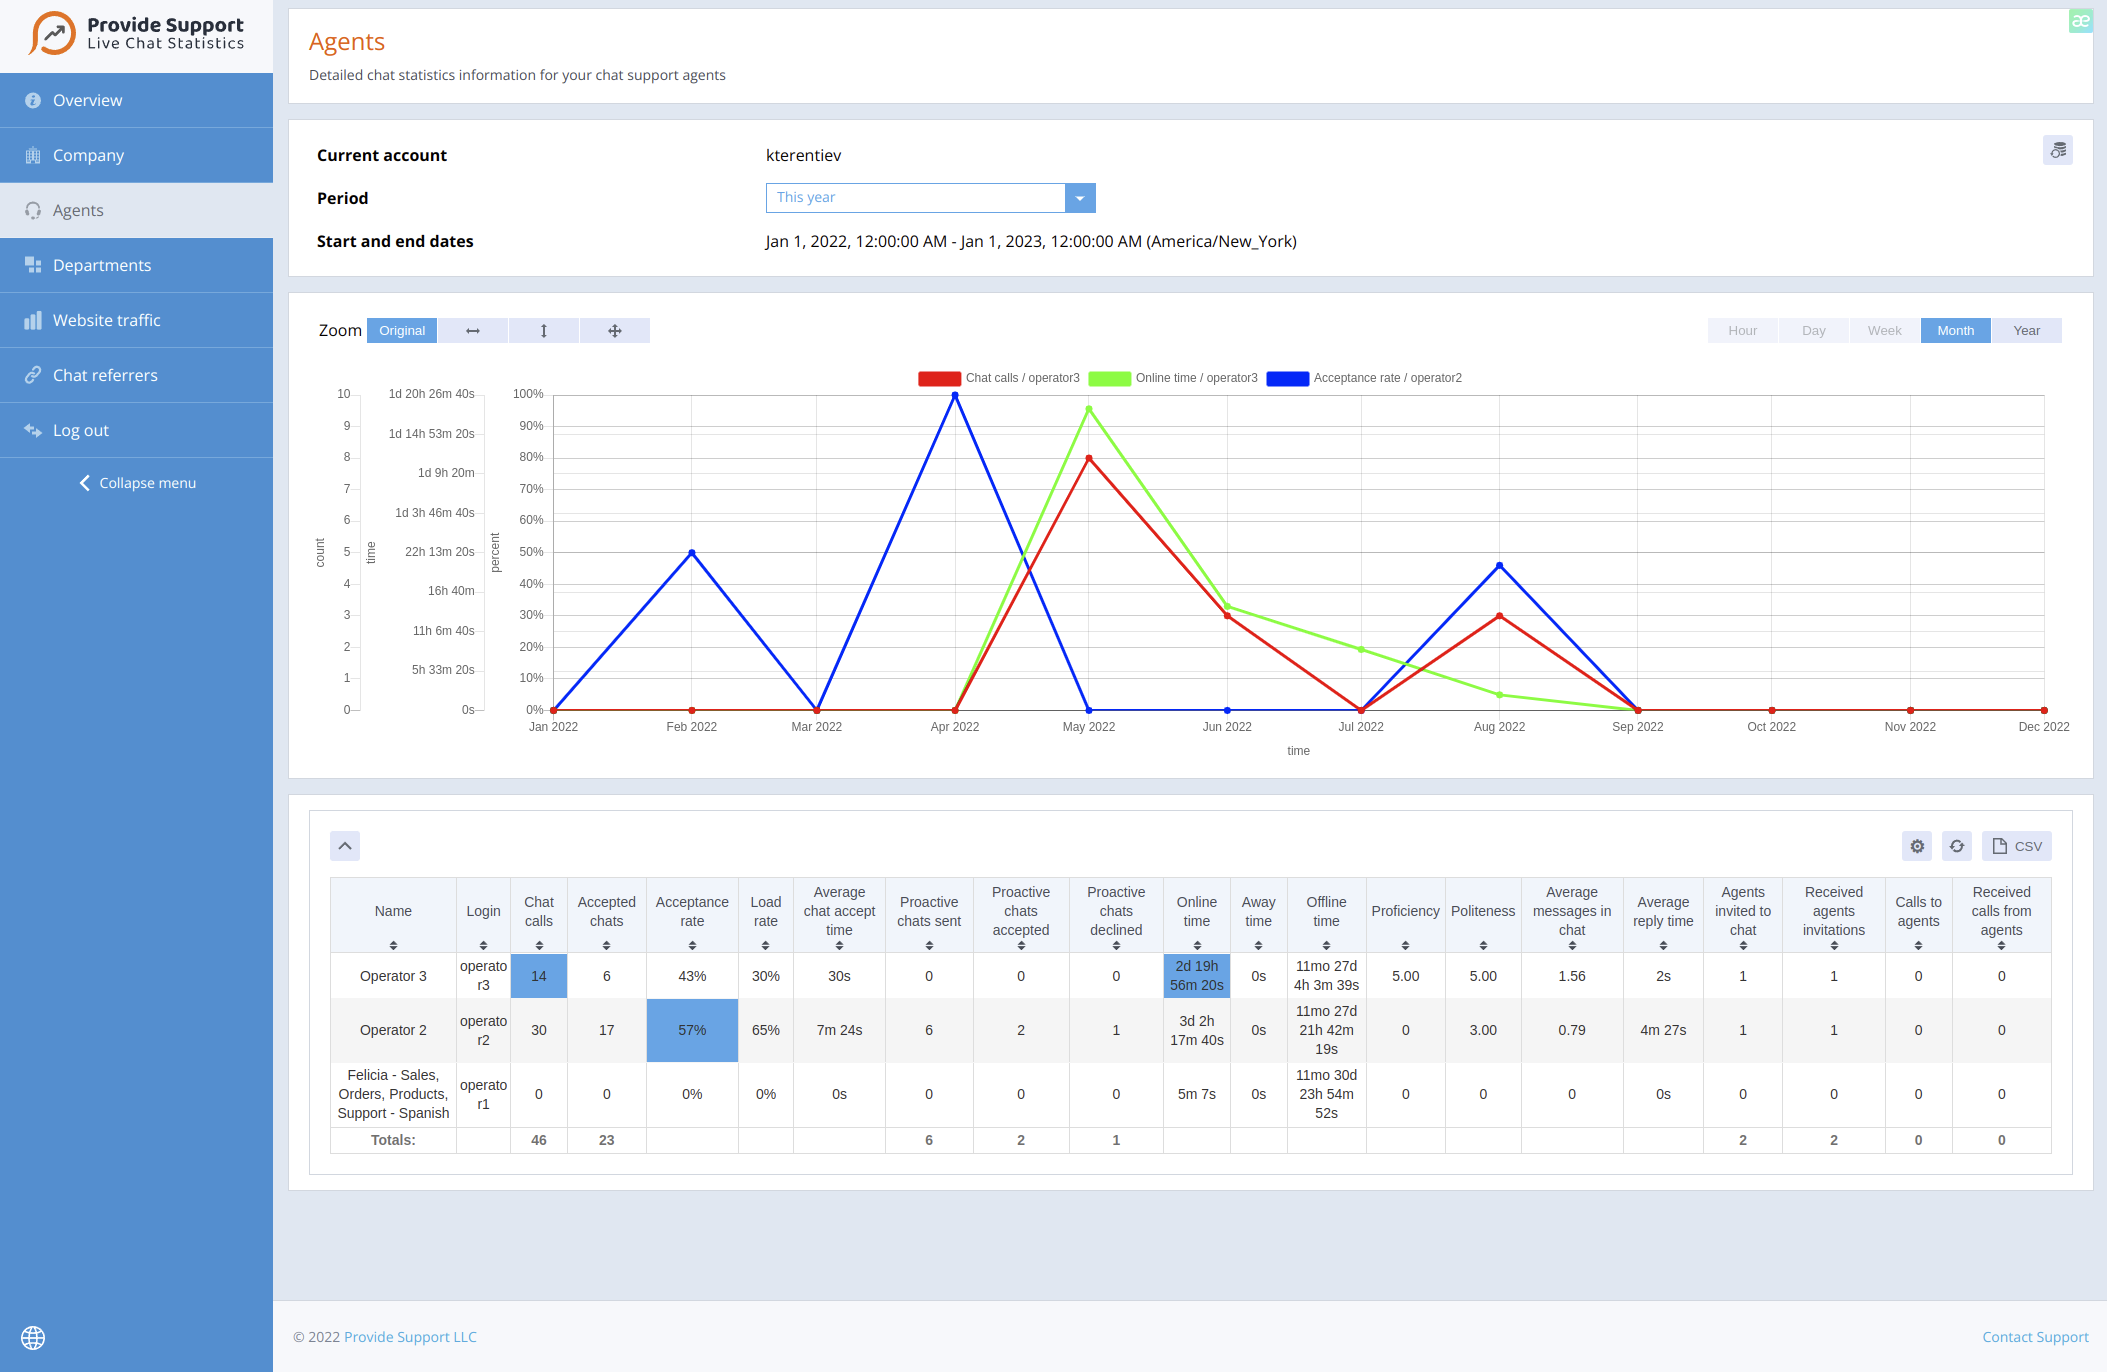 Provide Support
Live Chat Statistics
Overview
Company
Agents
Departments
Website traffic
Chat referrers
Log out
Collapse menu
Agents
æ
Detailed chat statistics information for your chat support agents
Current account kterentiev
Period This year
Start and end dates Jan 1, 2022, 12:00:00 AM - Jan 1, 2023, 12:00:00 AM (America/New_York)
Zoom Original Hour Day Week Month Year
Chat calls / operator3 Online time / operator3 Acceptance rate / operator2
count
10
9
8
7
6
5
4
3
2
1
0
time
1d 20h 26m 40s
1d 14h 53m 20s
1d 9h 20m
1d 3h 46m 40s
22h 13m 20s
16h 40m
11h 6m 40s
5h 33m 20s
0s
percent
100%
90%
80%
70%
60%
50%
40%
30%
20%
10%
0%
Jan 2022 Feb 2022 Mar 2022 Apr 2022 May 2022 Jun 2022 Jul 2022 Aug 2022 Sep 2022 Oct 2022 Nov 2022 Dec 2022
time
CSV
Name
Login
Chat
calls
Accepted
chats
Acceptance
rate
Load
rate
Average
chat accept
time
Proactive
chats sent
Proactive
chats
accepted
Proactive
chats
declined
Online
time
Away
time
Offline
time
Proficiency
Politeness
Average
messages in
chat
Average
reply time
Agents
invited to
chat
Received
agents
invitations
Calls to
agents
Received
calls from
agents
Operator 3
operato
r3
14
6
43%
30%
30s
0
0
0
2d 19h
56m 20s
0s
11mo 27d
4h 3m 39s
5.00
5.00
1.56
2s
1
1
0
0
Operator 2
operato
r2
30
17
57%
65%
7m 24s
6
2
1
3d 2h
17m 40s
0s
11mo 27d
21h 42m
19s
0
3.00
0.79
4m 27s
1
1
0
0
Felicia - Sales,
Orders, Products,
Support - Spanish
operato
r1
0
0
0%
0%
0s
0
0
0
5m 7s
0s
11mo 30d
23h 54m
52s
0
0
0
0s
0
0
0
0
Totals: 46 23 6 2 1 2 2 0 0
© 2022 Provide Support LLC
Contact Support